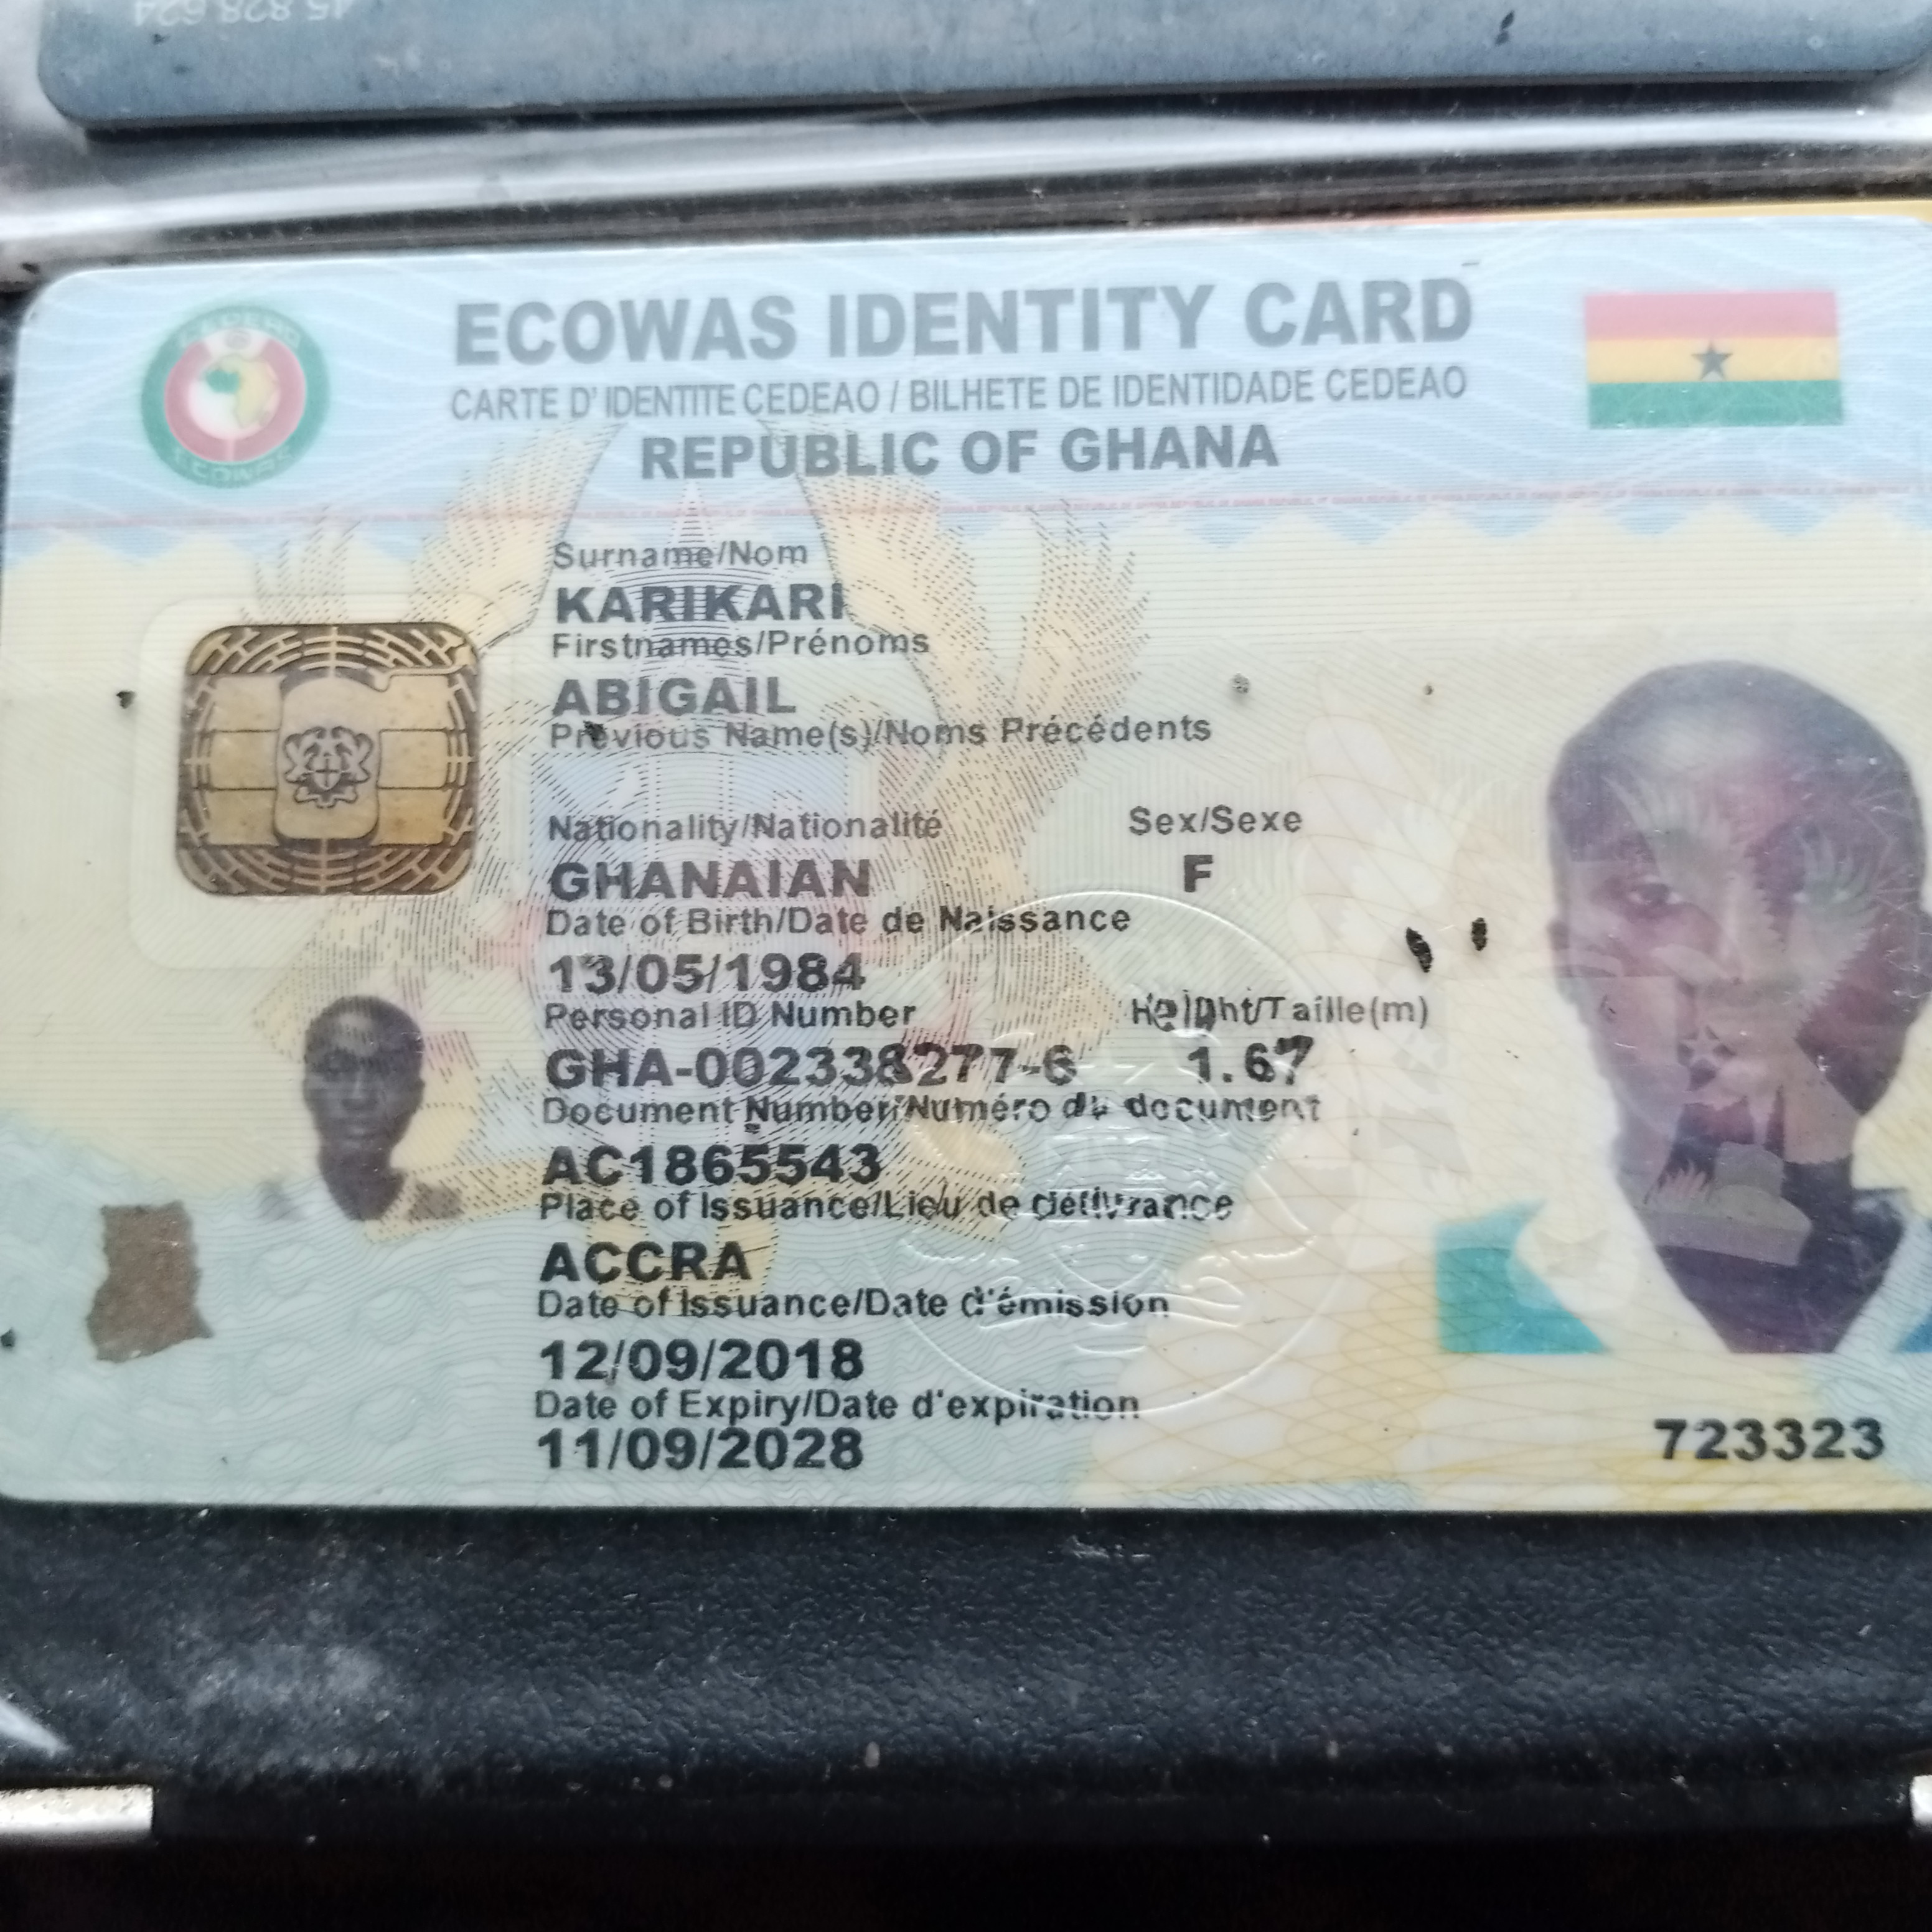 45 828 624
ECOWAS IDENTITY CARD
CARTE D' IDENTITE CEDEAO / BILHETE DE IDENTIDADE CEDEAO
REPUBLIC OF GHANA
CEDEAO
ECOWAS
Surname/Nom
KARIKARI
Firstnames/Prénoms
ABIGAIL
Previous Name(s)/Noms Précédents
Nationality/Nationalité Sex/Sexe
GHANAIAN F
Date of Birth/Date de Naissance
13/05/1984
Personal ID Number Height/Taille(m)
GHA-002338277-6 1.67
Document Number/Numéro du document
AC1865543
Place of Issuance/Lieu de délivrance
ACCRA
Date of Issuance/Date d'émission
12/09/2018
Date of Expiry/Date d'expiration
11/09/2028
723323